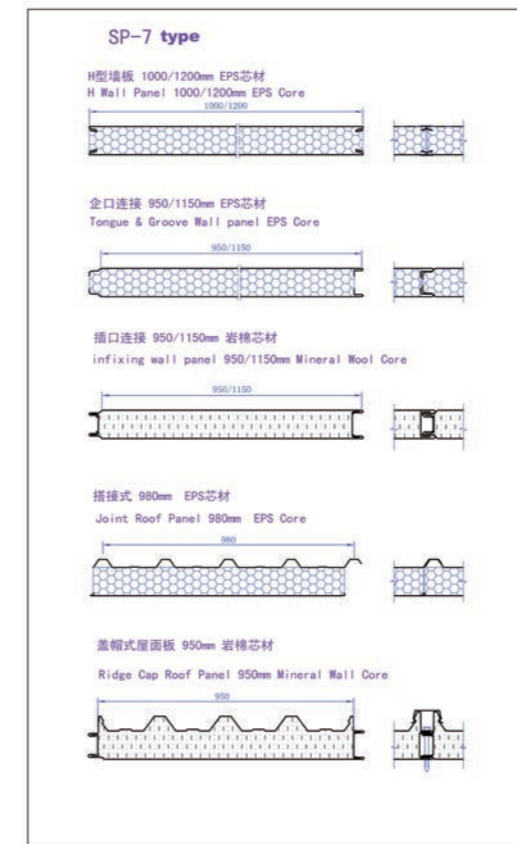 SP-7 type
H型墙板 1000/1200mm EPS芯材
H Wall Panel 1000/1200mm EPS Core
1000/1200
企口连接 950/1150mm EPS芯材
Tongue & Groove Wall panel EPS Core
950/1150
插口连接 950/1150mm 岩棉芯材
infixing wall panel 950/1150mm Mineral Wool Core
950/1150
搭接式 980mm EPS芯材
Joint Roof Panel 980mm EPS Core
980
盖帽式屋面板 950mm 岩棉芯材
Ridge Cap Roof Panel 950mm Mineral Wall Core
950